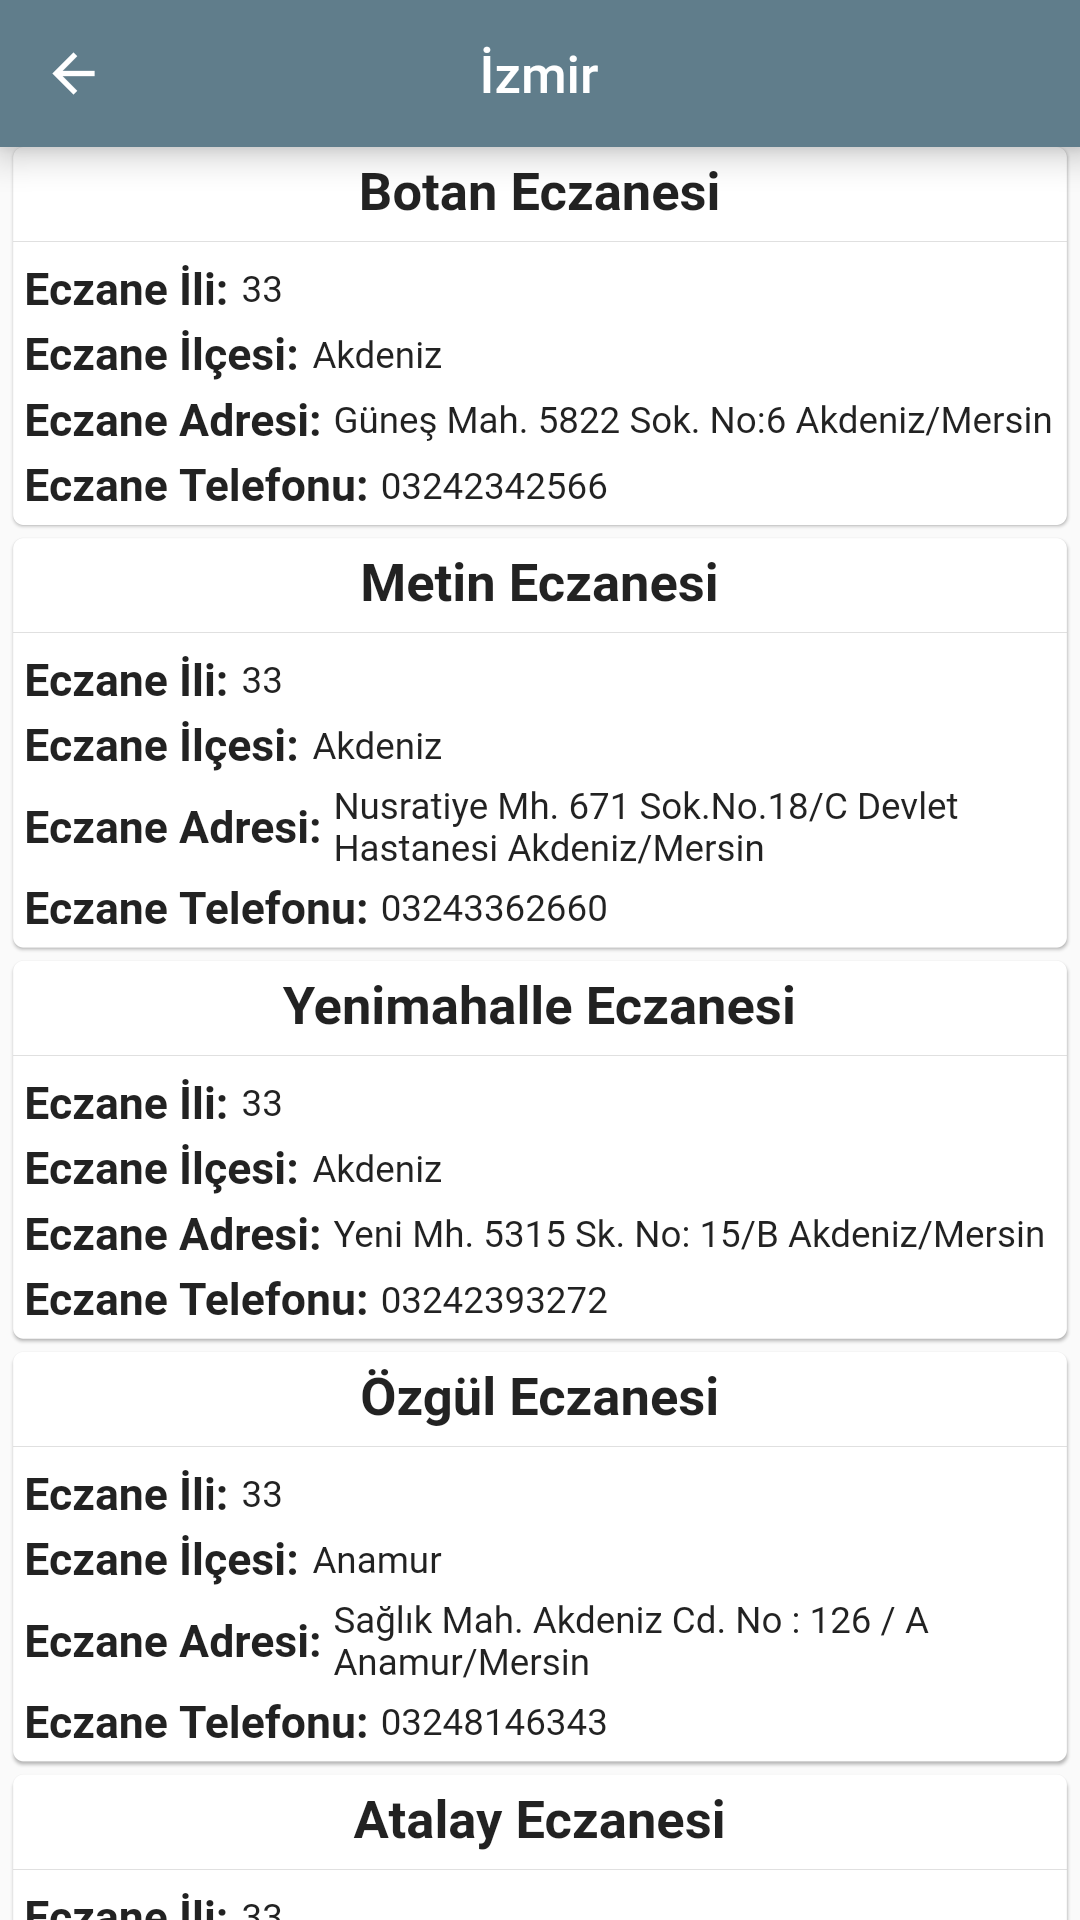 İzmir
Botan Eczanesi
Eczane İli: 33
Eczane İlçesi: Akdeniz
Eczane Adresi: Güneş Mah. 5822 Sok. No:6 Akdeniz/Mersin
Eczane Telefonu: 03242342566
Metin Eczanesi
Eczane İli: 33
Eczane İlçesi: Akdeniz
Eczane Adresi: Nusratiye Mh. 671 Sok.No.18/C Devlet
Hastanesi Akdeniz/Mersin
Eczane Telefonu: 03243362660
Yenimahalle Eczanesi
Eczane İli: 33
Eczane İlçesi: Akdeniz
Eczane Adresi: Yeni Mh. 5315 Sk. No: 15/B Akdeniz/Mersin
Eczane Telefonu: 03242393272
Özgül Eczanesi
Eczane İli: 33
Eczane İlçesi: Anamur
Eczane Adresi: Sağlık Mah. Akdeniz Cd. No : 126 / A
Anamur/Mersin
Eczane Telefonu: 03248146343
Atalay Eczanesi
Eczane İli: 33